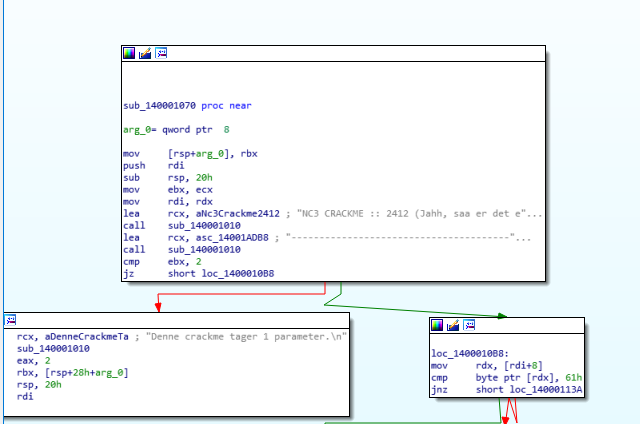 sub_140001070 proc near
arg_0= qword ptr  8
mov     [rsp+arg_0], rbx
push    rdi
sub     rsp, 20h
mov     ebx, ecx
mov     rdi, rdx
lea     rcx, aNc3Crackme2412 ; "NC3 CRACKME :: 2412 (Jahh, saa er det e"...
call    sub_140001010
lea     rcx, asc_14001ADB8 ; "---------------------------------------"...
call    sub_140001010
cmp     ebx, 2
jz      short loc_1400010B8
rcx, aDenneCrackmeTa ; "Denne crackme tager 1 parameter.\n"
sub_140001010
eax, 2
rbx, [rsp+28h+arg_0]
rsp, 20h
rdi
loc_1400010B8:
mov     rdx, [rdi+8]
cmp     byte ptr [rdx], 61h
jnz     short loc_14000113A